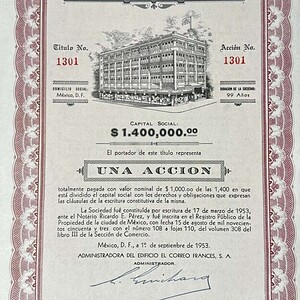 Título No.
1301
Acción No.
1301
DOMICILIO SOCIAL:
México, D. F.
DURACION DE LA SOCIEDAD:
99 Años
CAPITAL SOCIAL:
$ 1.400,000.00
El portador de este título representa
UNA ACCION
totalmente pagada con valor nominal de $ 1,000.00 de las 1,400 en que
está dividido el capital social con los derechos y obligaciones que expresan
las cláusulas de la escritura constitutiva de la misma.
La Sociedad fué constituída por escritura de 17 de marzo de 1953,
ante el Notario Ricardo E. Pérez, y fué inscrita en el Registro Público de
la Propiedad de la ciudad de México, con fecha 15 de agosto de mil novecien-
tos cincuenta y tres, con el número 108 a fojas 110, del volumen 308 del
libro III de la Sección de Comercio.
México, D. F., a 1º de septiembre de 1953.
ADMINISTRADORA DEL EDIFICIO EL CORREO FRANCES, S. A.
ADMINISTRADOR.